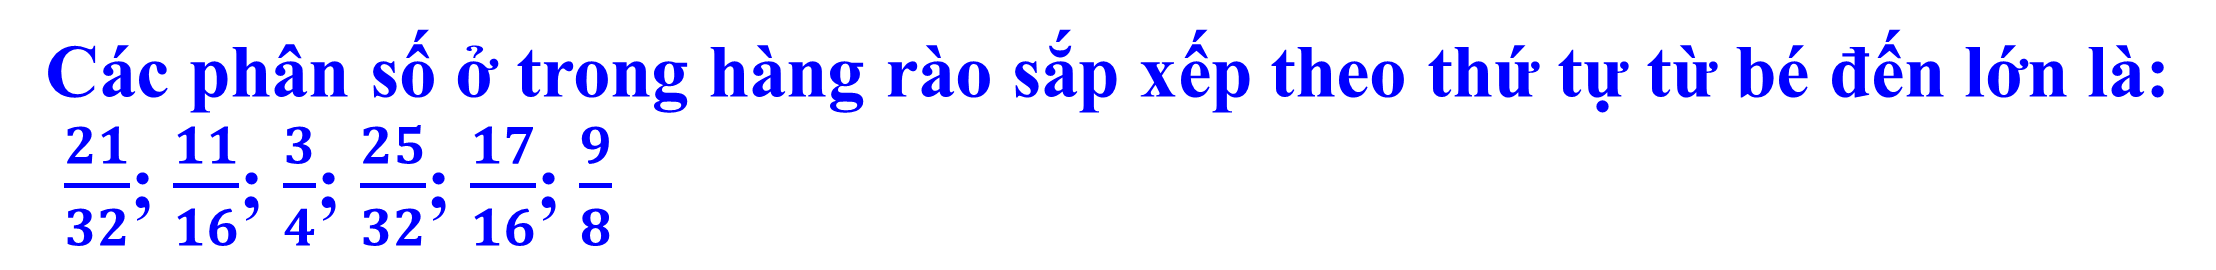 Các phân số ở trong hàng rào sắp xếp theo thứ tự từ bé đến lớn là:
21/32; 11/16; 3/4; 25/32; 17/16; 9/8